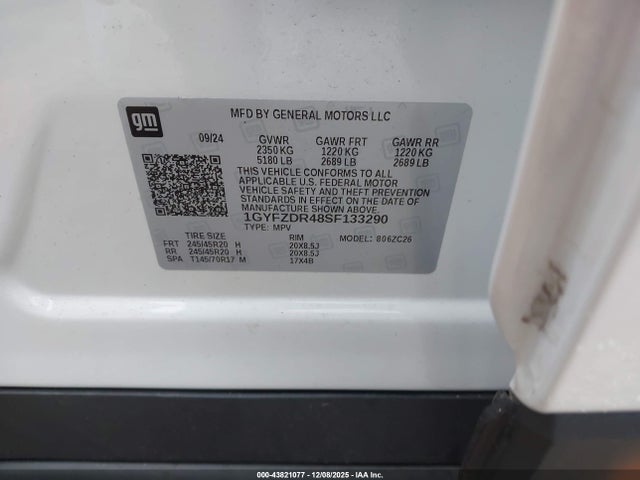 gm
MFD BY GENERAL MOTORS LLC
09/24 GVWR GAWR FRT GAWR RR
2350 KG 1220 KG 1220 KG
5180 LB 2689 LB 2689 LB
THIS VEHICLE CONFORMS TO ALL
APPLICABLE U.S. FEDERAL MOTOR
VEHICLE SAFETY AND THEFT PREVENTION
STANDARDS IN EFFECT ON THE DATE
OF MANUFACTURE SHOWN ABOVE.
1GYFZDR48SF133290
TYPE: MPV
TIRE SIZE RIM MODEL: 806ZC26
FRT 245/45R20 H 20X8.5J
RR 245/45R20 H 20X8.5J
SPA T145/70R17 M 17X4B
000-43821077 | 12/08/2025 | IAA Inc.